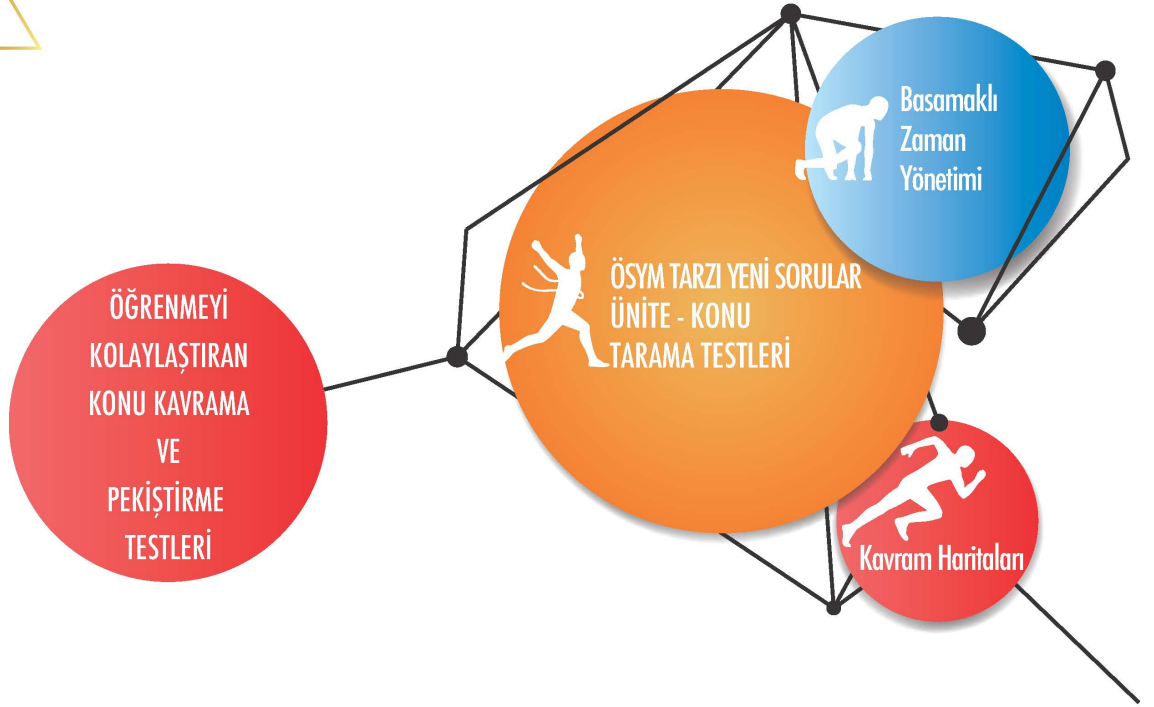 Basamaklı
Zaman
Yönetimi
ÖSYM TARZI YENİ SORULAR
ÜNİTE - KONU
TARAMA TESTLERİ
ÖĞRENMEYİ
KOLAYLAŞTIRAN
KONU KAVRAMA
VE
PEKİŞTİRME
TESTLERİ
Kavram Haritaları